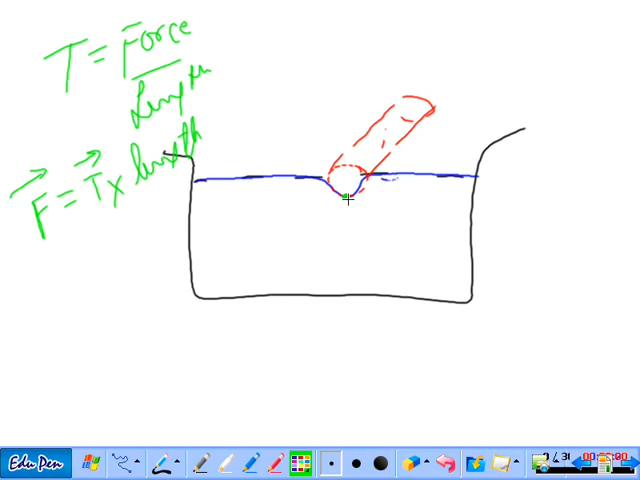 T = Force
Length
F = T x length
Edu Pen